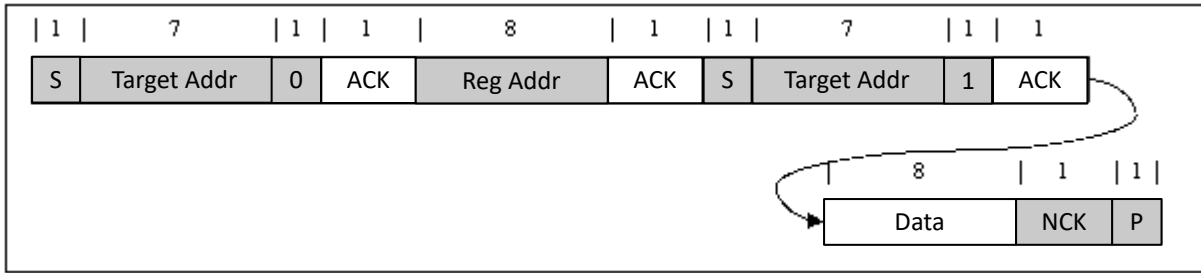 | 1 | 7 | 1 | 1 | 8 | 1 | 1 | 7 | 1 | 1
S Target Addr 0 ACK Reg Addr ACK S Target Addr 1 ACK
| 8 | 1 | 1 |
Data NCK P